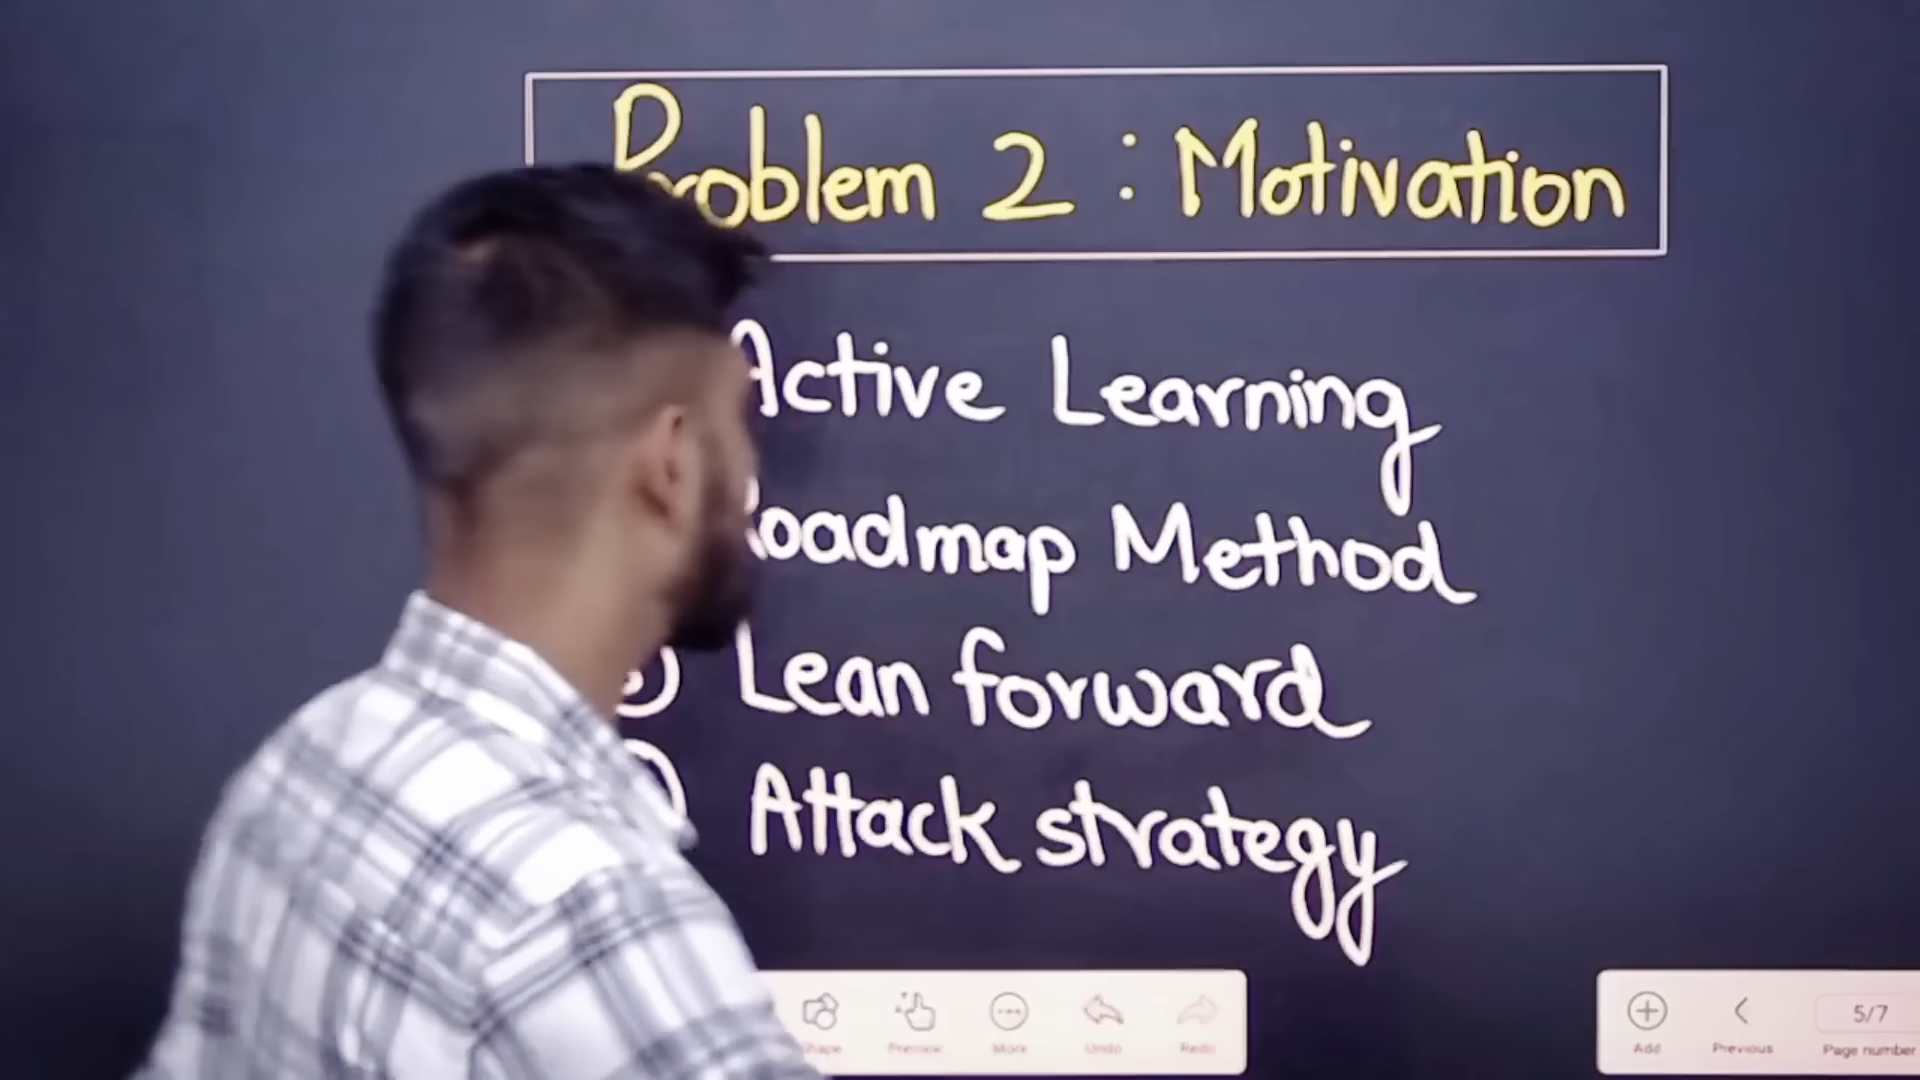 Problem 2 : Motivation
Active Learning
Roadmap Method
Lean forward
Attack strategy
Shape
More
Undo
Redo
Add
Previous
5/7
Page number